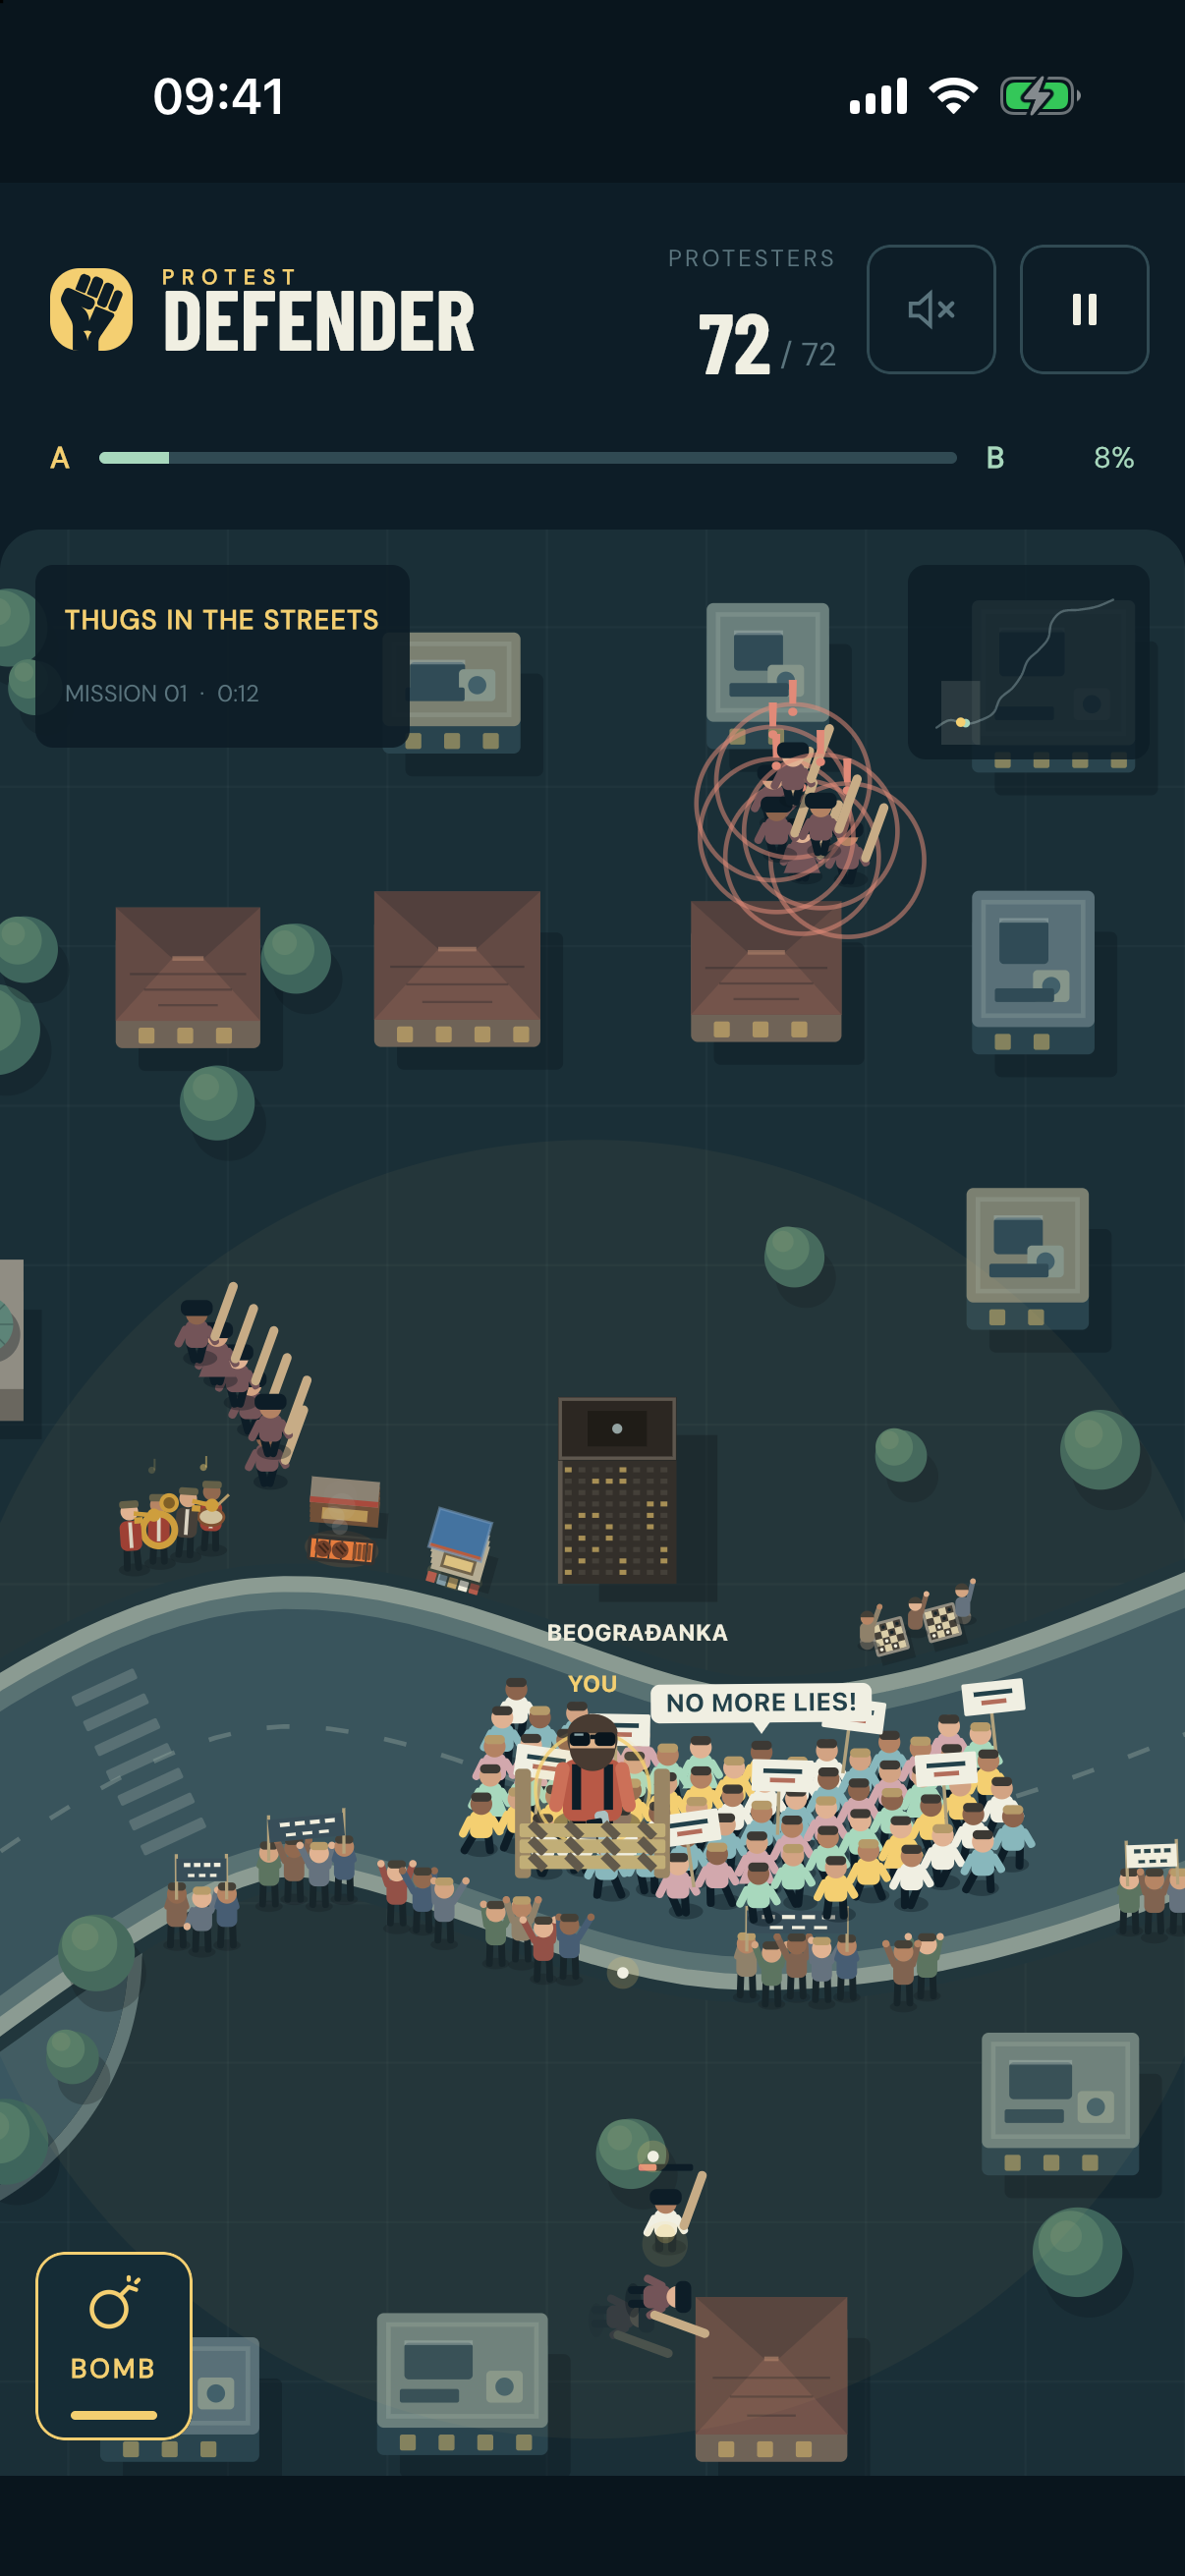 09:41
PROTEST
DEFENDER
PROTESTERS
72 / 72
A
B
8%
THUGS IN THE STREETS
MISSION 01 · 0:12
!
!
!
!
!
BEOGRAĐANKA
YOU
NO MORE LIES!
BOMB